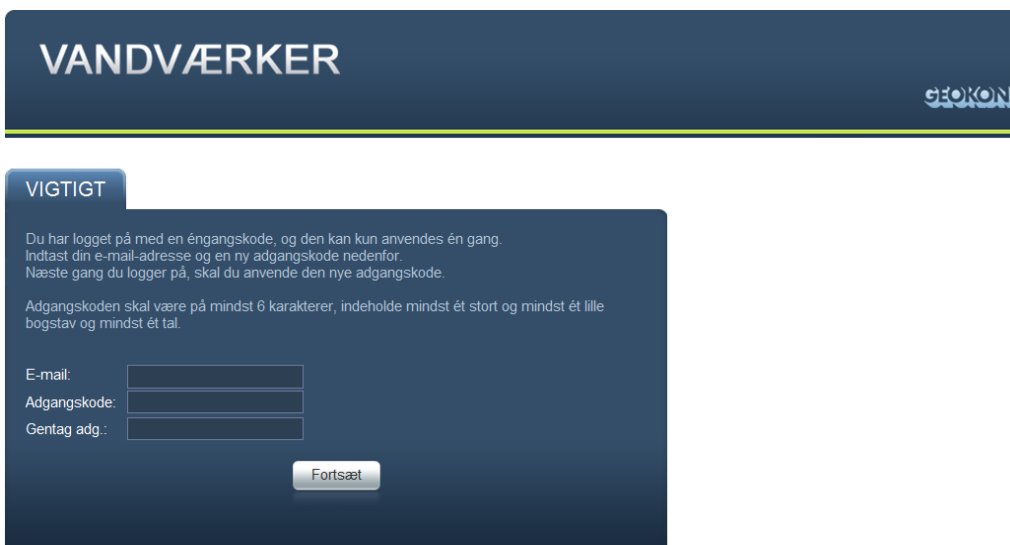 VANDVÆRKER
VIGTIGT
Du har logget på med en éngangskode, og den kan kun anvendes én gang.
Indtast din e-mail-adresse og en ny adgangskode nedenfor.
Næste gang du logger på, skal du anvende den nye adgangskode.
Adgangskoden skal være på mindst 6 karakterer, indeholde mindst ét stort og mindst ét lille
bogstav og mindst ét tal.
E-mail:
Adgangskode:
Gentag adg.:
Fortsæt